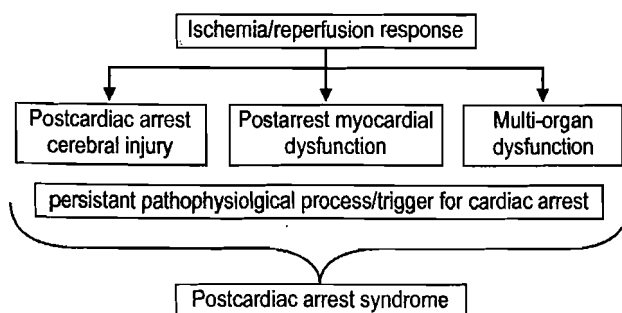 Ischemia/reperfusion response
Postcardiac arrest
cerebral injury
Postarrest myocardial
dysfunction
Multi-organ
dysfunction
persistant pathophysiolgical process/trigger for cardiac arrest
Postcardiac arrest syndrome